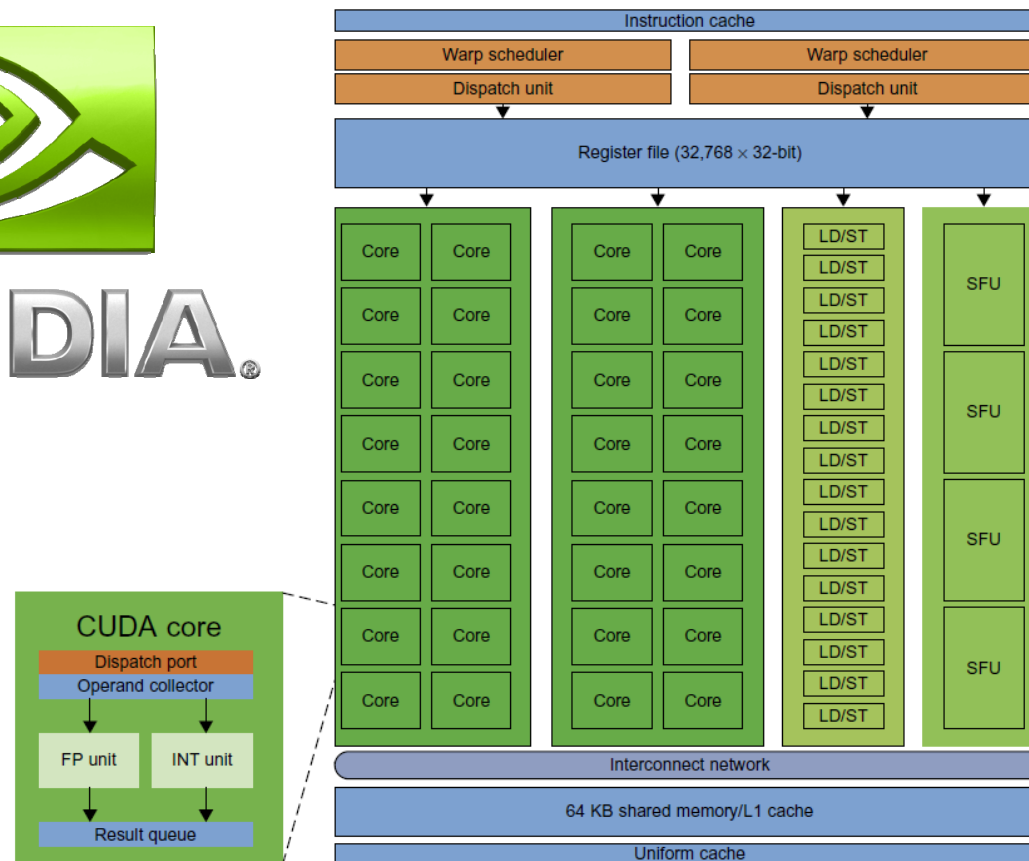 DIA.®
Instruction cache
Warp scheduler Warp scheduler
Dispatch unit Dispatch unit
Register file (32,768 × 32-bit)
Core Core Core Core LD/ST
LD/ST SFU
Core Core Core Core LD/ST
LD/ST
Core Core Core Core LD/ST
LD/ST SFU
Core Core Core Core LD/ST
LD/ST
Core Core Core Core LD/ST
LD/ST SFU
Core Core Core Core LD/ST
LD/ST
Core Core Core Core LD/ST
LD/ST SFU
Core Core Core Core LD/ST
LD/ST
Interconnect network
64 KB shared memory/L1 cache
Uniform cache
CUDA core
Dispatch port
Operand collector
FP unit INT unit
Result queue